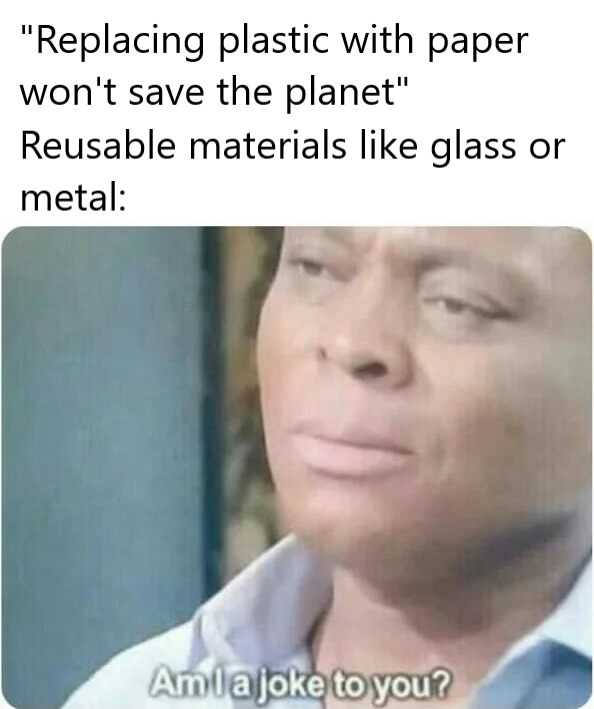 "Replacing plastic with paper
won't save the planet"
Reusable materials like glass or
metal:
Am I a joke to you?